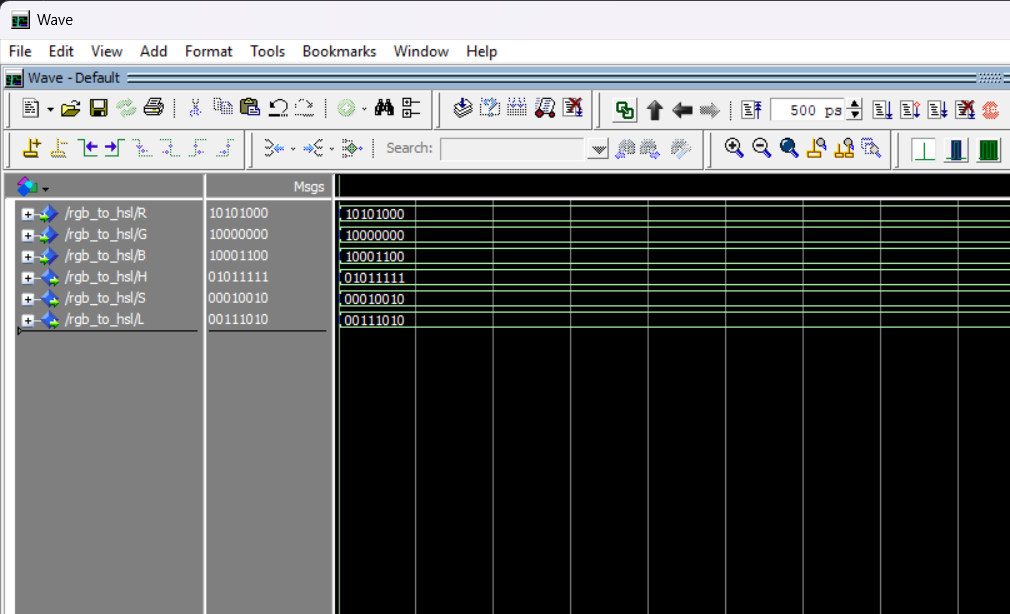 Wave
File Edit View Add Format Tools Bookmarks Window Help
Wave - Default
500 ps
Search:
Msgs
/rgb_to_hsl/R 10101000 10101000
/rgb_to_hsl/G 10000000 10000000
/rgb_to_hsl/B 10001100 10001100
/rgb_to_hsl/H 01011111 01011111
/rgb_to_hsl/S 00010010 00010010
/rgb_to_hsl/L 00111010 00111010